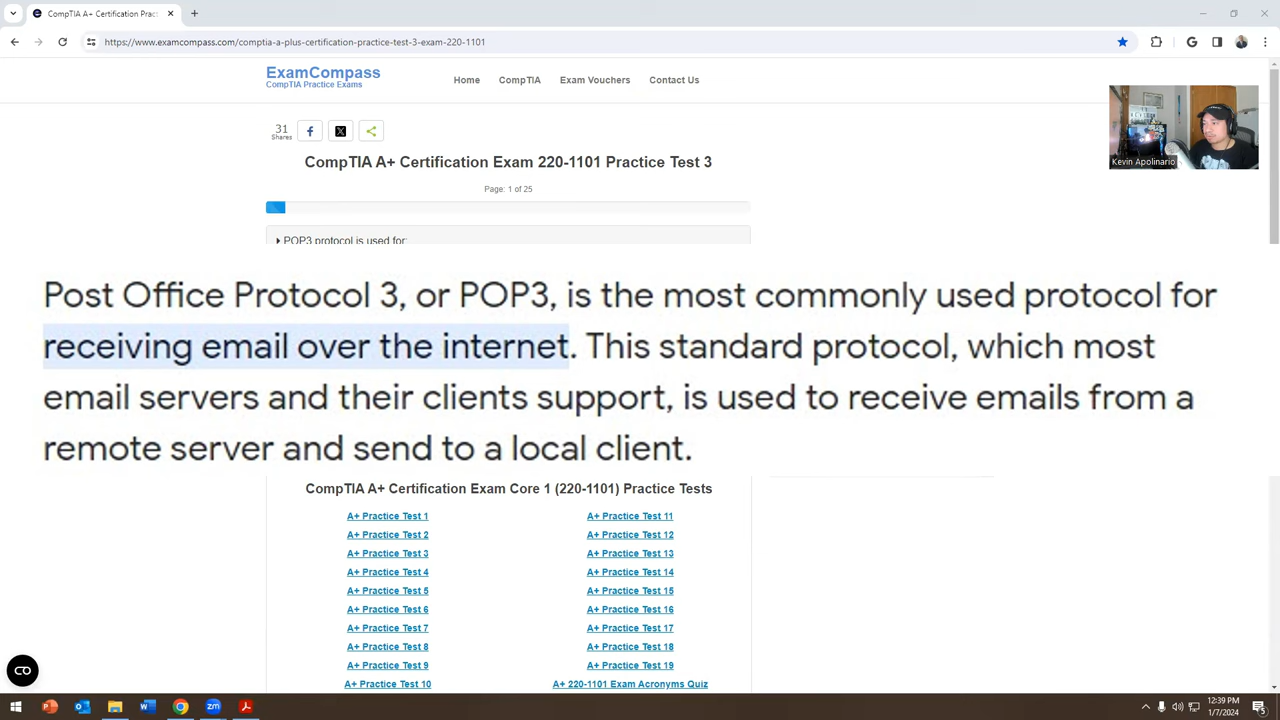 CompTIA A+ Certification Prac
https://www.examcompass.com/comptia-a-plus-certification-practice-test-3-exam-220-1101
ExamCompass
CompTIA Practice Exams
Home CompTIA Exam Vouchers Contact Us
31
Shares
Kevin Apolinario
CompTIA A+ Certification Exam 220-1101 Practice Test 3
Page: 1 of 25
POP3 protocol is used for:
Post Office Protocol 3, or POP3, is the most commonly used protocol for
receiving email over the internet. This standard protocol, which most
email servers and their clients support, is used to receive emails from a
remote server and send to a local client.
CompTIA A+ Certification Exam Core 1 (220-1101) Practice Tests
A+ Practice Test 1 A+ Practice Test 11
A+ Practice Test 2 A+ Practice Test 12
A+ Practice Test 3 A+ Practice Test 13
A+ Practice Test 4 A+ Practice Test 14
A+ Practice Test 5 A+ Practice Test 15
A+ Practice Test 6 A+ Practice Test 16
A+ Practice Test 7 A+ Practice Test 17
A+ Practice Test 8 A+ Practice Test 18
A+ Practice Test 9 A+ Practice Test 19
A+ Practice Test 10 A+ 220-1101 Exam Acronyms Quiz
12:39 PM
1/7/2024